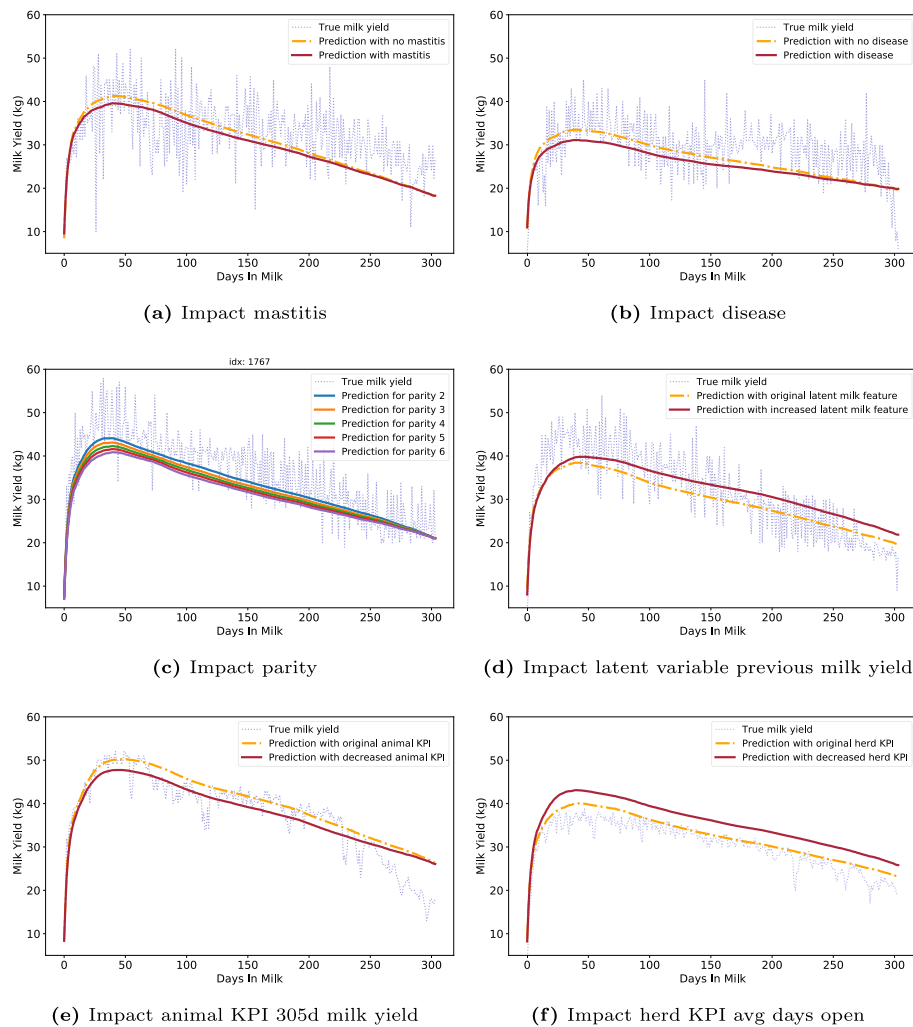 60
50
40
30
20
10
Milk Yield (kg)
True milk yield
Prediction with no mastitis
Prediction with mastitis
0 50 100 150 200 250 300
Days In Milk
(a) Impact mastitis
60
50
40
30
20
10
Milk Yield (kg)
True milk yield
Prediction with no disease
Prediction with disease
0 50 100 150 200 250 300
Days In Milk
(b) Impact disease
idx: 1767
60
50
40
30
20
10
Milk Yield (kg)
True milk yield
Prediction for parity 2
Prediction for parity 3
Prediction for parity 4
Prediction for parity 5
Prediction for parity 6
0 50 100 150 200 250 300
Days In Milk
(c) Impact parity
60
50
40
30
20
10
Milk Yield (kg)
True milk yield
Prediction with original latent milk feature
Prediction with increased latent milk feature
0 50 100 150 200 250 300
Days In Milk
(d) Impact latent variable previous milk yield
60
50
40
30
20
10
Milk Yield (kg)
True milk yield
Prediction with original animal KPI
Prediction with decreased animal KPI
0 50 100 150 200 250 300
Days In Milk
(e) Impact animal KPI 305d milk yield
60
50
40
30
20
10
Milk Yield (kg)
True milk yield
Prediction with original herd KPI
Prediction with decreased herd KPI
0 50 100 150 200 250 300
Days In Milk
(f) Impact herd KPI avg days open